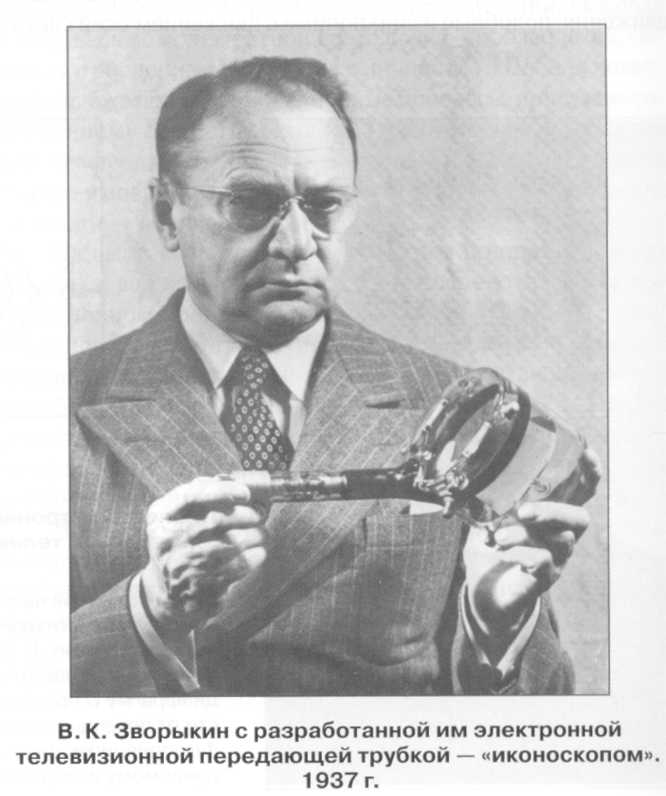 В. К. Зворыкин с разработанной им электронной
телевизионной передающей трубкой — «иконоскопом».
1937 г.